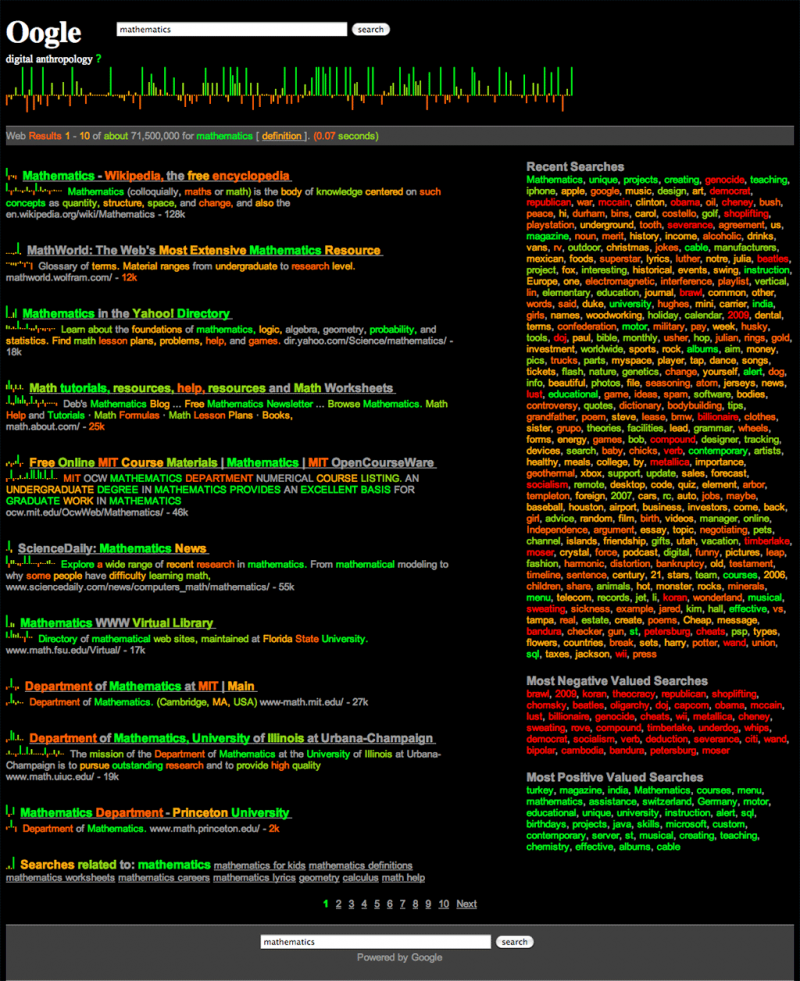 Oogle
mathematics
search
digital anthropology ?
Web Results 1 - 10 of about 71,500,000 for mathematics [ definition ]. (0.07 seconds)
Mathematics - Wikipedia, the free encyclopedia
Mathematics (colloquially, maths or math) is the body of knowledge centered on such
concepts as quantity, structure, space, and change, and also the
en.wikipedia.org/wiki/Mathematics - 128k
MathWorld: The Web's Most Extensive Mathematics Resource
Glossary of terms. Material ranges from undergraduate to research level.
mathworld.wolfram.com/ - 12k
Mathematics in the Yahoo! Directory
Learn about the foundations of mathematics, logic, algebra, geometry, probability, and
statistics. Find math lesson plans, problems, help, and games. dir.yahoo.com/Science/mathematics/ -
18k
Math tutorials, resources, help, resources and Math Worksheets
Deb's Mathematics Blog ... Free Mathematics Newsletter ... Browse Mathematics. Math
Help and Tutorials · Math Formulas · Math Lesson Plans · Books,
math.about.com/ - 25k
Free Online MIT Course Materials | Mathematics | MIT OpenCourseWare
MIT OCW MATHEMATICS DEPARTMENT NUMERICAL COURSE LISTING. AN
UNDERGRADUATE DEGREE IN MATHEMATICS PROVIDES AN EXCELLENT BASIS FOR
GRADUATE WORK IN MATHEMATICS
ocw.mit.edu/OcwWeb/Mathematics/ - 46k
ScienceDaily: Mathematics News
Explore a wide range of recent research in mathematics. From mathematical modeling to
why some people have difficulty learning math,
www.sciencedaily.com/news/computers_math/mathematics/ - 55k
Mathematics WWW Virtual Library
Directory of mathematical web sites, maintained at Florida State University.
www.math.fsu.edu/Virtual/ - 17k
Department of Mathematics at MIT | Main
Department of Mathematics. (Cambridge, MA, USA) www-math.mit.edu/ - 27k
Department of Mathematics, University of Illinois at Urbana-Champaign
The mission of the Department of Mathematics at the University of Illinois at Urbana-
Champaign is to pursue outstanding research and to provide high quality
www.math.uiuc.edu/ - 19k
Mathematics Department - Princeton University
Department of Mathematics. www.math.princeton.edu/ - 2k
Searches related to: mathematics mathematics for kids mathematics definitions
mathematics worksheets mathematics careers mathematics lyrics geometry calculus math help
1 2 3 4 5 6 7 8 9 10 Next
Recent Searches
Mathematics, unique, projects, creating, genocide, teaching,
iphone, apple, google, music, design, art, democrat,
republican, war, mccain, clinton, obama, oil, cheney, bush,
peace, hi, durham, bins, carol, costello, golf, shoplifting,
playstation, underground, tooth, severance, agreement, us,
magazine, noun, merit, history, income, alcoholic, drinks,
vans, rv, outdoor, christmas, jokes, cable, manufacturers,
mexican, foods, superstar, lyrics, luther, notre, julia, beatles,
project, fox, interesting, historical, events, swing, instruction,
Europe, one, electromagnetic, interference, playlist, vertical,
lin, elementary, education, journal, brawl, common, other,
words, said, duke, university, hughes, mini, carrier, india,
girls, names, woodworking, holiday, calendar, 2009, dental,
terms, confederation, motor, military, pay, week, husky,
tools, doj, paul, bible, monthly, usher, hop, julian, rings, gold,
investment, worldwide, sports, rock, albums, aim, money,
pics, trucks, parts, myspace, player, tap, dance, songs,
tickets, flash, nature, genetics, change, yourself, alert, dog,
info, beautiful, photos, file, seasoning, atom, jerseys, news,
lust, educational, game, ideas, spam, software, bodies,
controversy, quotes, dictionary, bodybuilding, tips,
grandfather, poem, steve, lease, bmw, billionaire, clothes,
sister, grupo, theories, facilities, lead, grammar, wheels,
forms, energy, games, bob, compound, designer, tracking,
devices, search, baby, chicks, verb, contemporary, artists,
healthy, meals, college, by, metallica, importance,
geothermal, xbox, support, update, sales, forecast,
socialism, remote, desktop, code, quiz, element, arbor,
templeton, foreign, 2007, cars, rc, auto, jobs, maybe,
baseball, houston, airport, business, investors, come, back,
girl, advice, random, film, birth, videos, manager, online,
Independence, argument, essay, topic, negotiating, pets,
channel, islands, friendship, gifts, utah, vacation, timberlake,
moser, crystal, force, podcast, digital, funny, pictures, leap,
fashion, harmonic, distortion, bankruptcy, old, testament,
timeline, sentence, century, 21, stars, team, courses, 2006,
children, share, animals, hot, monster, rocks, minerals,
menu, telecom, records, jet, li, koran, wonderland, musical,
sweating, sickness, example, jared, kim, hall, effective, vs,
tampa, real, estate, create, poems, Cheap, message,
bandura, checker, gun, st, petersburg, cheats, psp, types,
flowers, countries, break, sets, harry, potter, wand, union,
sql, taxes, jackson, wii, press
Most Negative Valued Searches
brawl, 2009, koran, theocracy, republican, shoplifting,
chomsky, beatles, oligarchy, doj, capcom, obama, mccain,
lust, billionaire, genocide, cheats, wii, metallica, cheney,
sweating, rove, compound, timberlake, underdog, whips,
democrat, socialism, verb, deduction, severance, citi, wand,
bipolar, cambodia, bandura, petersburg, moser
Most Positive Valued Searches
turkey, magazine, india, Mathematics, courses, menu,
mathematics, assistance, switzerland, Germany, motor,
educational, unique, university, instruction, alert, sql,
birthdays, projects, java, skills, microsoft, custom,
contemporary, server, st, musical, creating, teaching,
chemistry, effective, albums, cable
mathematics
search
Powered by Google